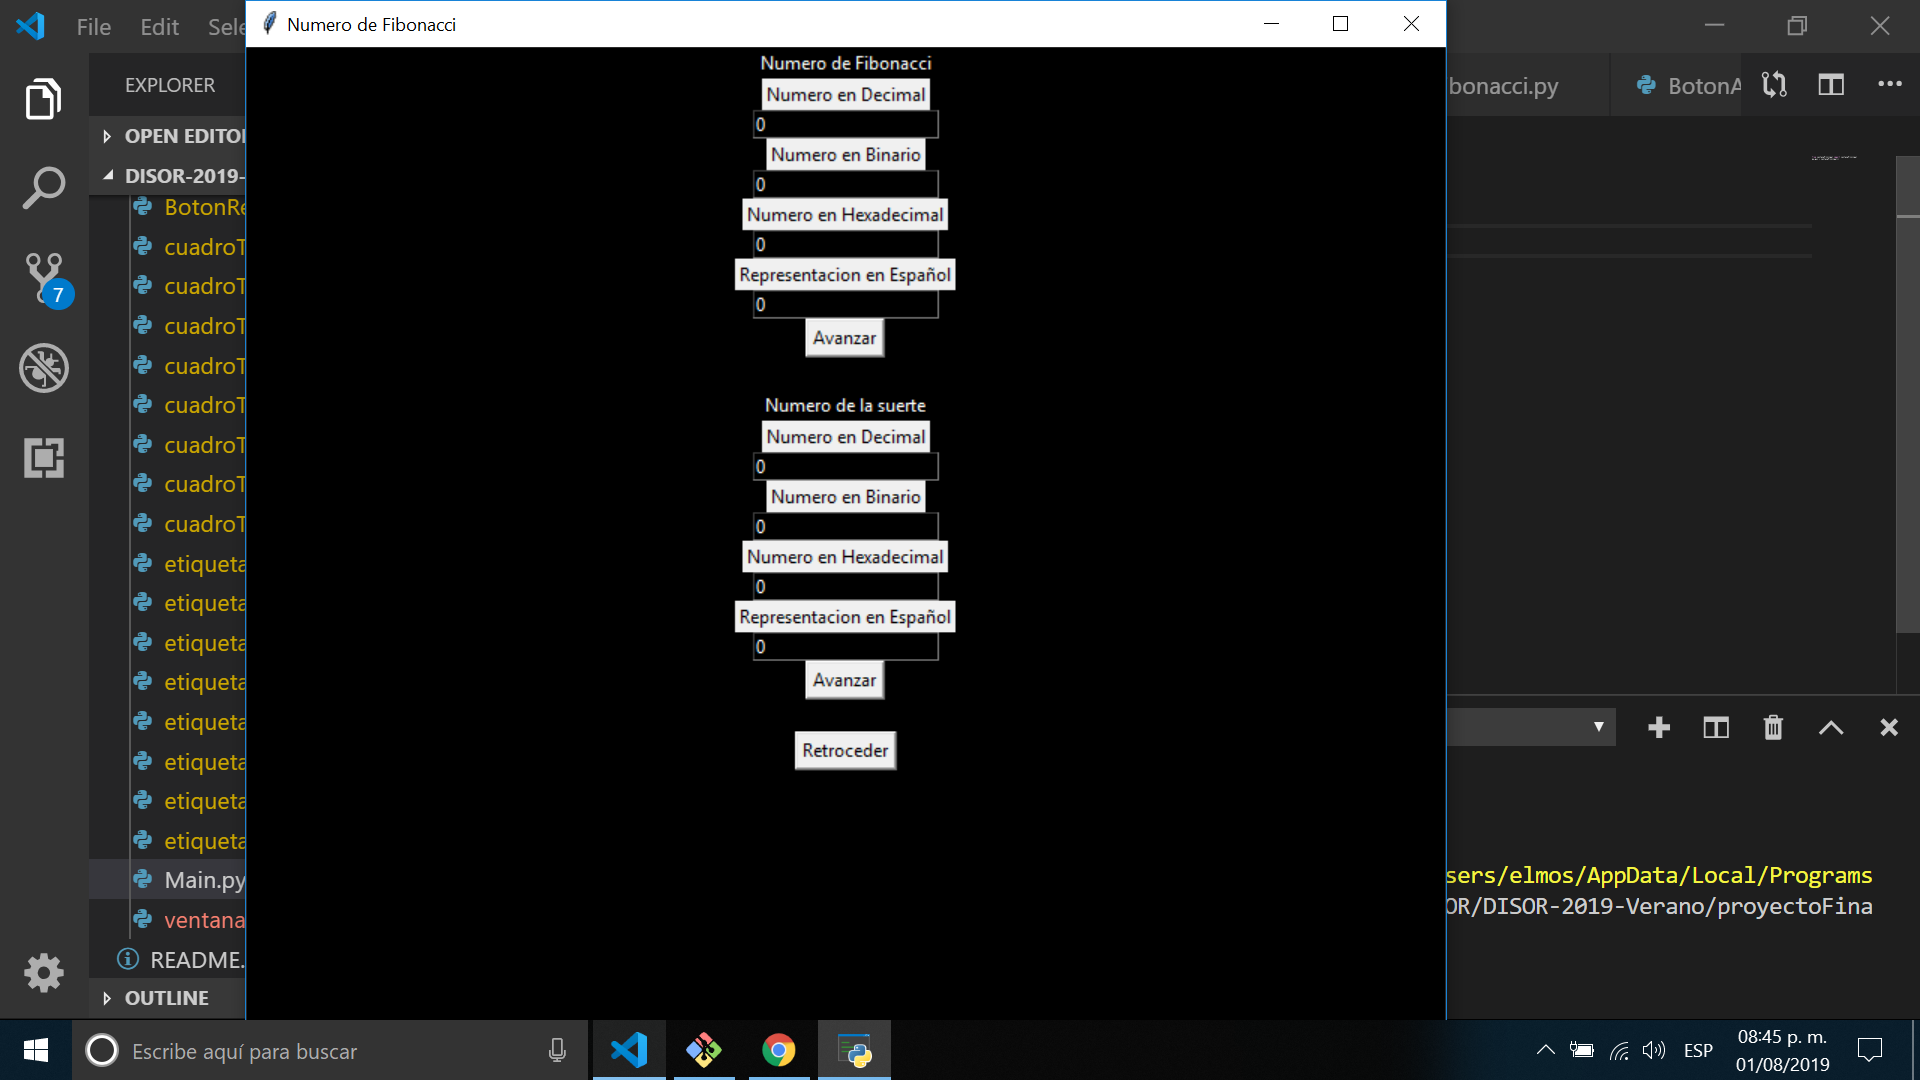 File Edit Sele
Numero de Fibonacci
EXPLORER
OPEN EDITOR
DISOR-2019-
BotonRe
cuadroT
cuadroT
cuadroT
cuadroT
cuadroT
cuadroT
cuadroT
cuadroT
etiqueta
etiqueta
etiqueta
etiqueta
etiqueta
etiqueta
etiqueta
etiqueta
Main.py
ventana
README.
OUTLINE
7
Numero de Fibonacci
Numero en Decimal
0
Numero en Binario
0
Numero en Hexadecimal
0
Representacion en Español
0
Avanzar
Numero de la suerte
Numero en Decimal
0
Numero en Binario
0
Numero en Hexadecimal
0
Representacion en Español
0
Avanzar
Retroceder
bonacci.py
BotonA
sers/elmos/AppData/Local/Programs
OR/DISOR-2019-Verano/proyectoFina
Escribe aquí para buscar
ESP
08:45 p. m.
01/08/2019